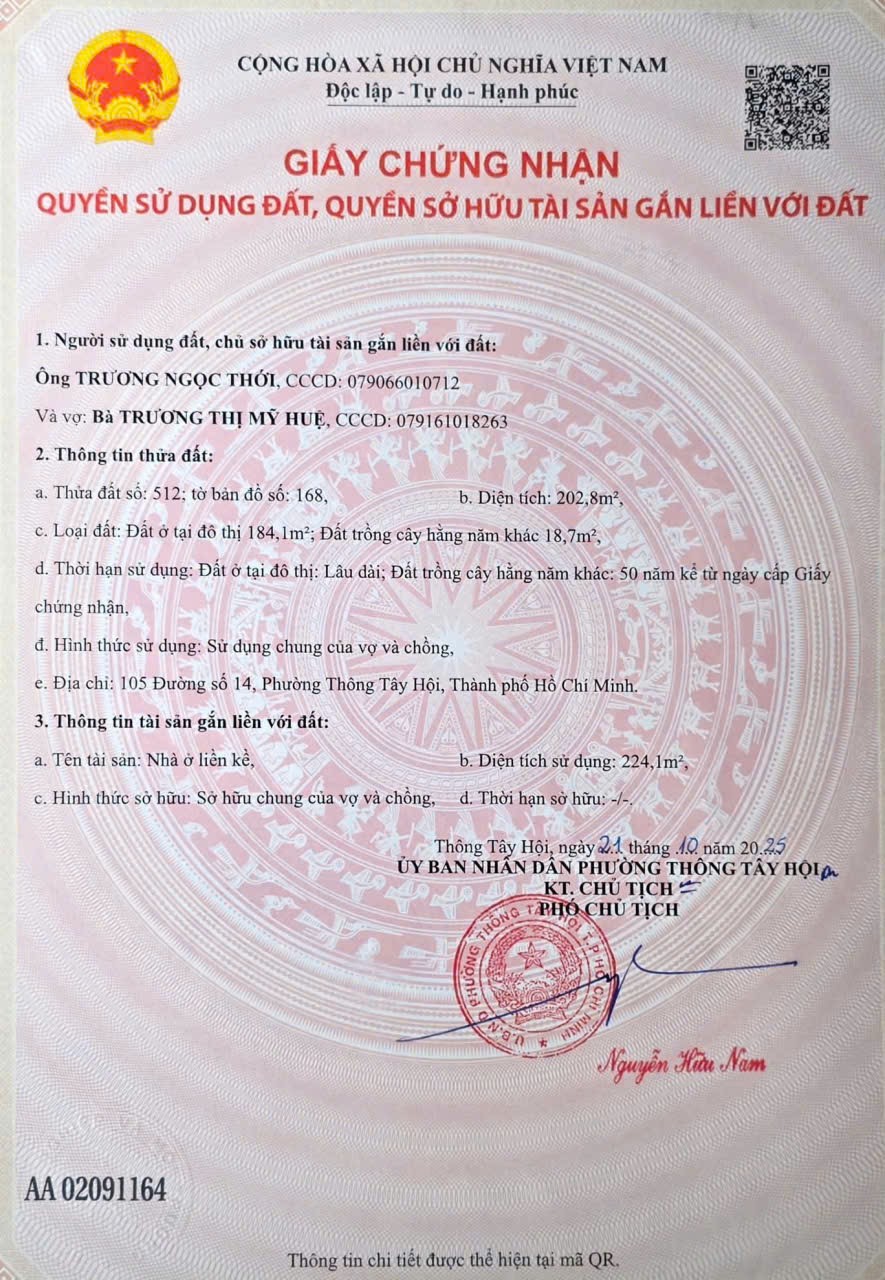 CỘNG HÒA XÃ HỘI CHỦ NGHĨA VIỆT NAM
Độc lập - Tự do - Hạnh phúc
GIẤY CHỨNG NHẬN
QUYỀN SỬ DỤNG ĐẤT, QUYỀN SỞ HỮU TÀI SẢN GẮN LIỀN VỚI ĐẤT
1. Người sử dụng đất, chủ sở hữu tài sản gắn liền với đất:
Ông TRƯƠNG NGỌC THỚI, CCCD: 079066010712
Và vợ: Bà TRƯƠNG THỊ MỸ HUỆ, CCCD: 079161018263
2. Thông tin thửa đất:
a. Thửa đất số: 512; tờ bản đồ số: 168, b. Diện tích: 202,8m²,
c. Loại đất: Đất ở tại đô thị 184,1m²; Đất trồng cây hằng năm khác 18,7m²,
d. Thời hạn sử dụng: Đất ở tại đô thị: Lâu dài; Đất trồng cây hằng năm khác: 50 năm kể từ ngày cấp Giấy
chứng nhận,
đ. Hình thức sử dụng: Sử dụng chung của vợ và chồng,
e. Địa chỉ: 105 Đường số 14, Phường Thông Tây Hội, Thành phố Hồ Chí Minh.
3. Thông tin tài sản gắn liền với đất:
a. Tên tài sản: Nhà ở liền kề, b. Diện tích sử dụng: 224,1m²,
c. Hình thức sở hữu: Sở hữu chung của vợ và chồng, d. Thời hạn sở hữu: -/-.
Thông Tây Hội, ngày 21 tháng 10 năm 2025
ỦY BAN NHÂN DÂN PHƯỜNG THÔNG TÂY HỘI
KT. CHỦ TỊCH
PHÓ CHỦ TỊCH
U.B.N.D PHƯỜNG THÔNG TÂY HỘI T.P HỒ CHÍ MINH
Nguyễn Hữu Nam
AA 02091164
Thông tin chi tiết được thể hiện tại mã QR.